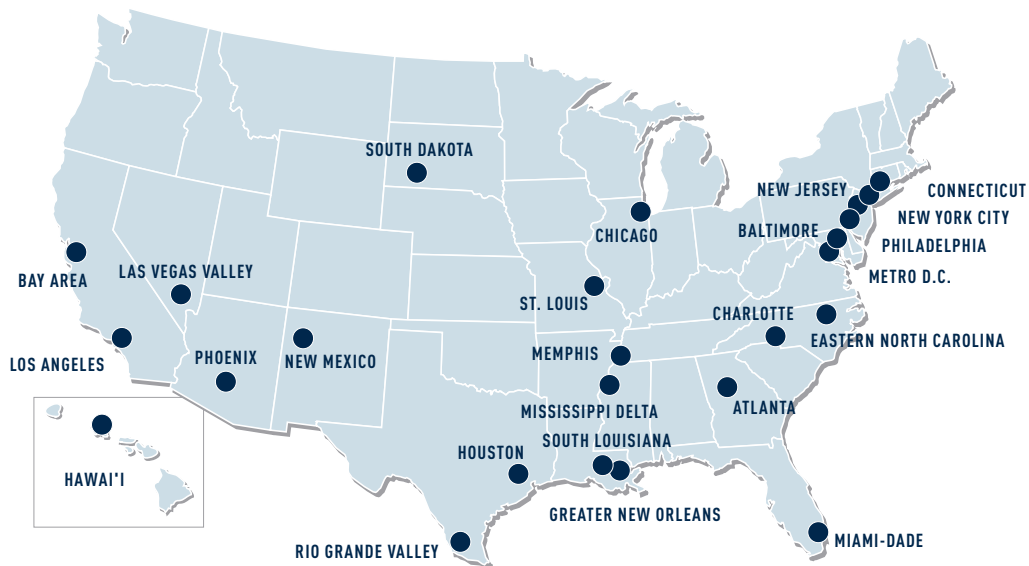 SOUTH DAKOTA
NEW JERSEY
CONNECTICUT
NEW YORK CITY
CHICAGO
BALTIMORE
PHILADELPHIA
METRO D.C.
BAY AREA
LAS VEGAS VALLEY
ST. LOUIS
CHARLOTTE
EASTERN NORTH CAROLINA
LOS ANGELES
PHOENIX
NEW MEXICO
MEMPHIS
MISSISSIPPI DELTA
ATLANTA
SOUTH LOUISIANA
HOUSTON
HAWAI'I
GREATER NEW ORLEANS
RIO GRANDE VALLEY
MIAMI-DADE